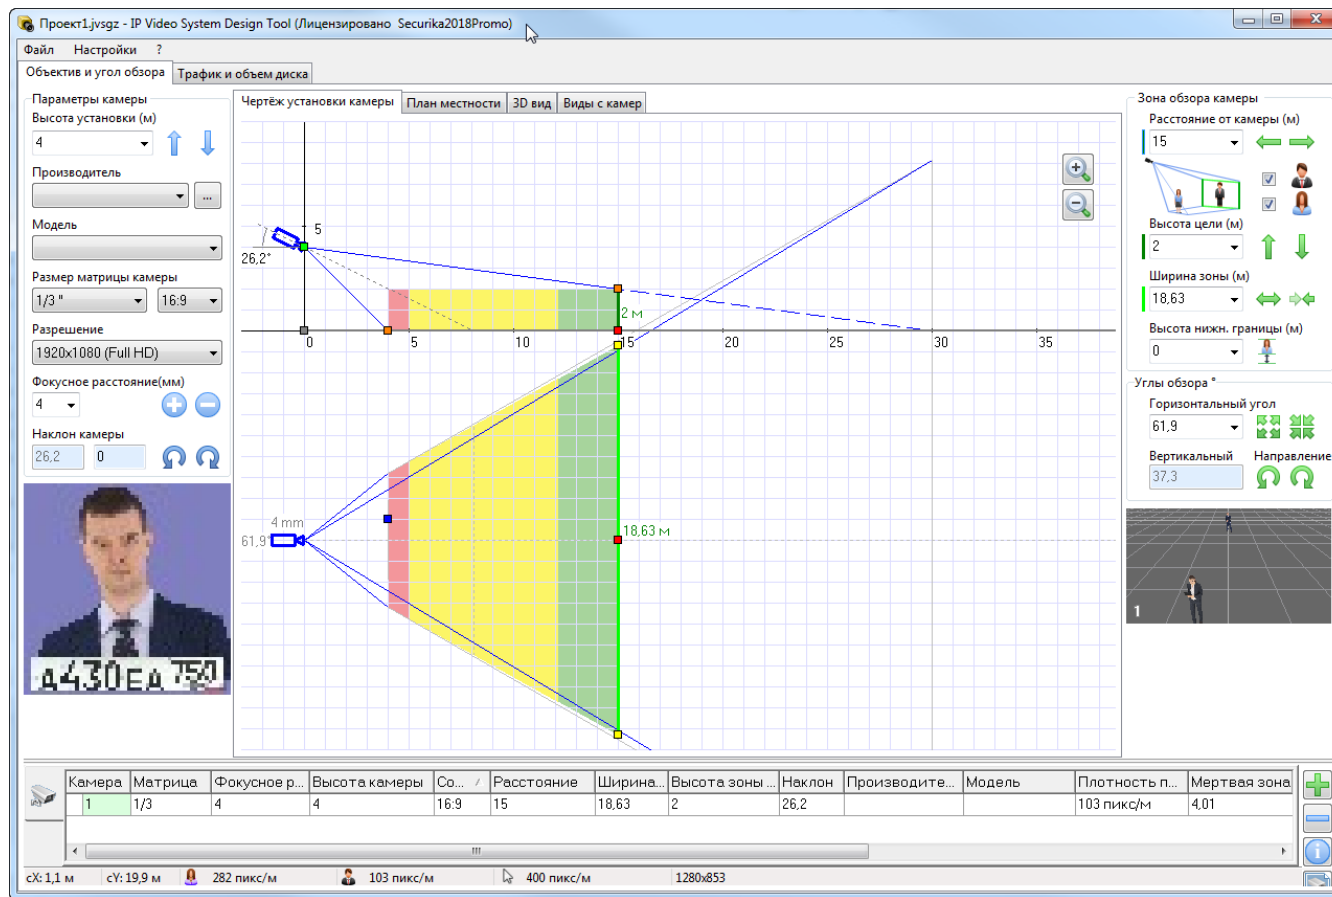 Проект1.jvsgz - IP Video System Design Tool (Лицензировано Securika2018Promo)
Файл Настройки ?
Объектив и угол обзора Трафик и объем диска
Параметры камеры
Высота установки (м)
4
Производитель
...
Модель
Размер матрицы камеры
1/3 " 16:9
Разрешение
1920x1080 (Full HD)
Фокусное расстояние(мм)
4
Наклон камеры
26,2 0
Д430ЕД 750
Чертёж установки камеры План местности 3D вид Виды с камер
5
26,2°
2 м
0 5 10 15 20 25 30 35
4 mm
61,9°
18,63 м
Зона обзора камеры
Расстояние от камеры (м)
15
Высота цели (м)
2
Ширина зоны (м)
18,63
Высота нижн. границы (м)
0
Углы обзора °
Горизонтальный угол
61,9
Вертикальный Направление
37,3
1
Камера Матрица Фокусное р... Высота камеры Со... Расстояние Ширина... Высота зоны ... Наклон Производите... Модель Плотность п... Мертвая зона
1 1/3 4 4 16:9 15 18,63 2 26,2 103 пикс/м 4,01
cX: 1,1 м cY: 19,9 м 282 пикс/м 103 пикс/м 400 пикс/м 1280x853